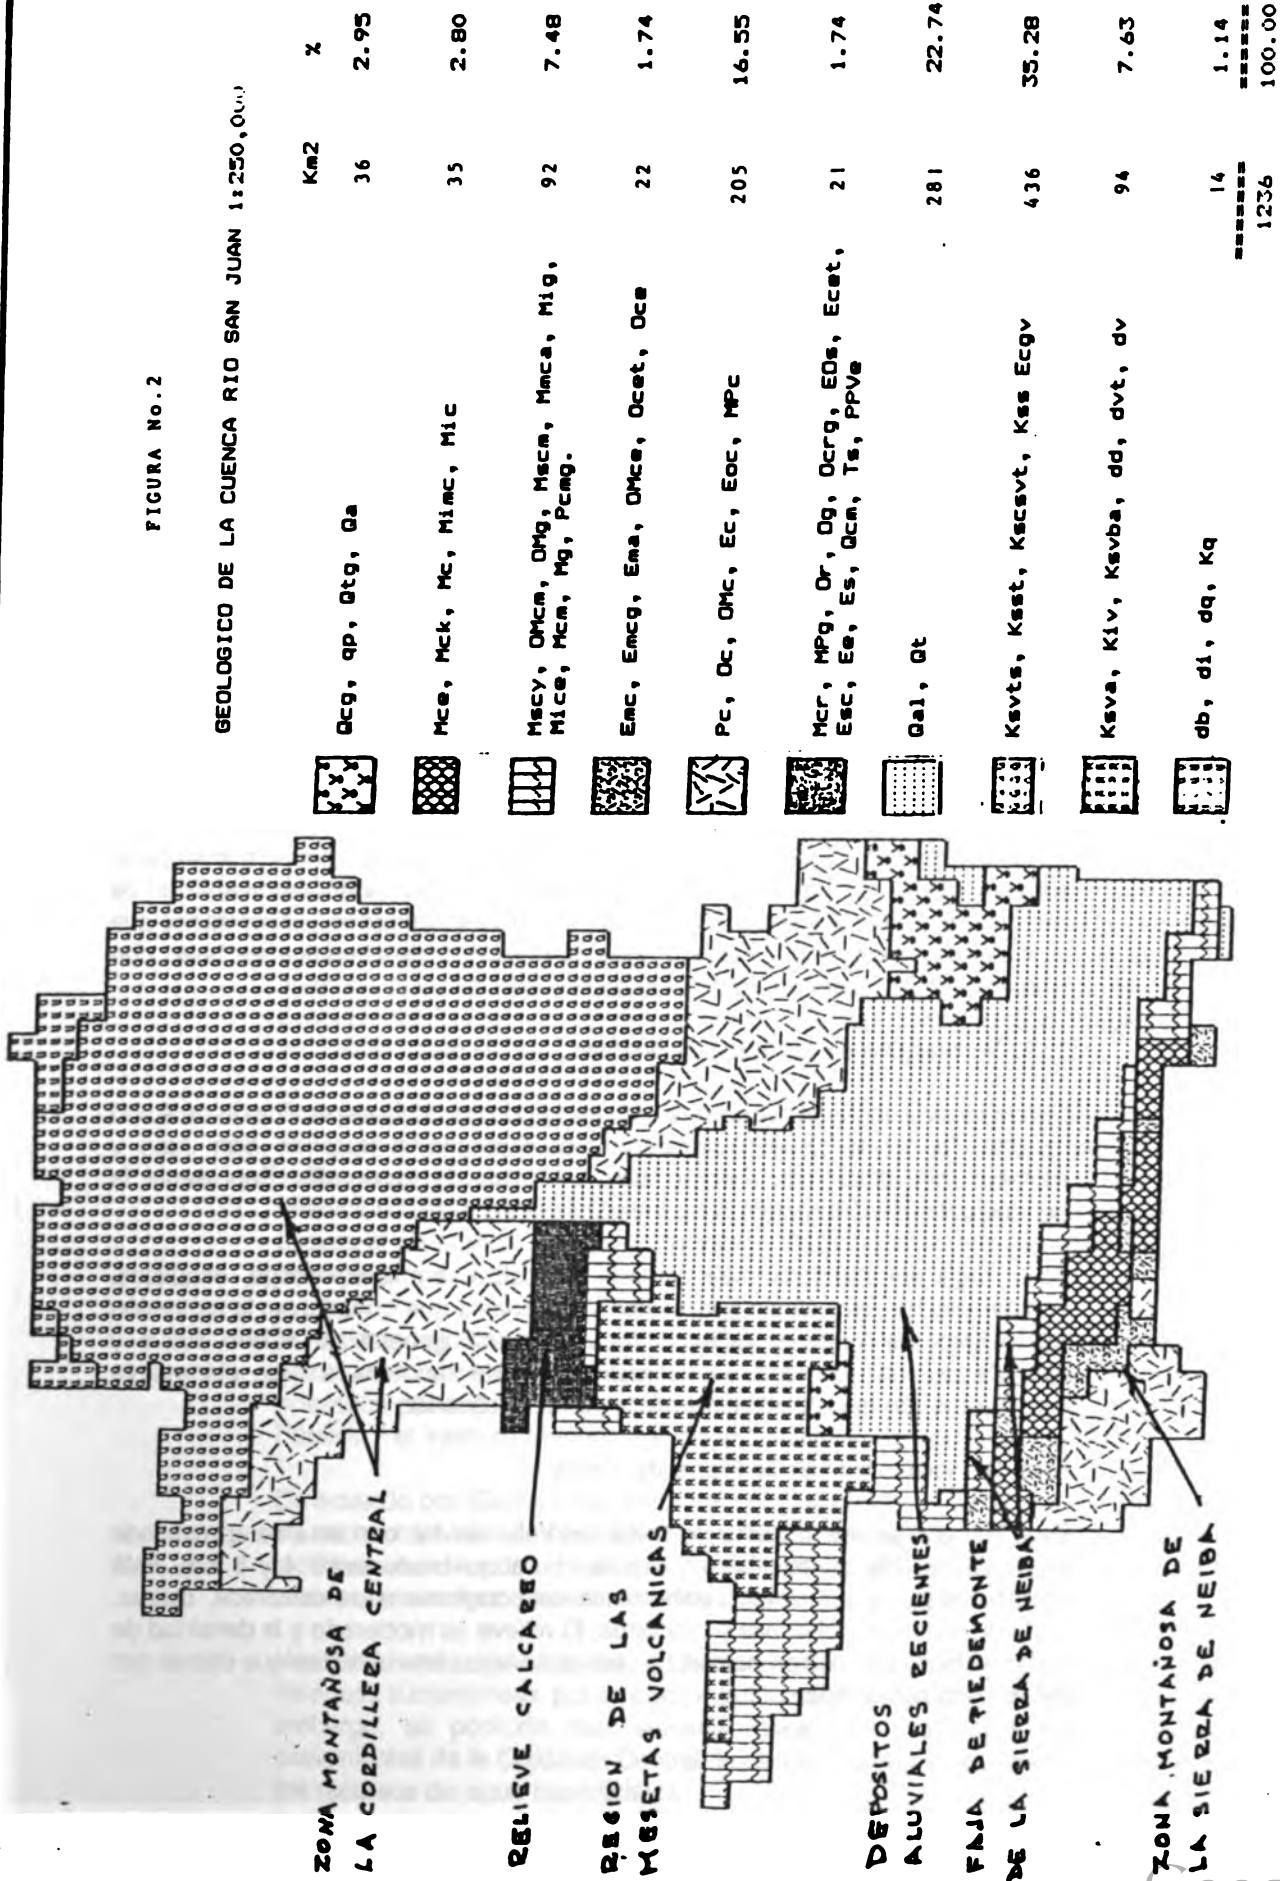 FIGURA No.2
GEOLOGICO DE LA CUENCA RIO SAN JUAN 1:250,000
Km2 %
Qcg, qp, Qtg, Qa 36 2.95
Mce, Mck, Mc, Mimc, Mic 35 2.80
Mscy, OMcm, OMg, Mscm, Mmca, Mig, 92 7.48
Mice, Mcm, Mg, Pcmg.
Emc, Emcg, Ema, OMce, Ocet, Oce 22 1.74
Pc, Oc, OMc, Ec, Eoc, MPc 205 16.55
Mcr, MPg, Or, Og, Ocrg, EOs, Ecet, 21 1.74
Esc, Ee, Es, Qcm, Ts, PPVe
Qal, Qt 281 22.74
Ksvts, Ksst, Kscsvt, Kss Ecgv 436 35.28
Ksva, Kiv, Ksvba, dd, dvt, dv 94 7.63
db, di, dq, Kq 14 1.14
======= ======
1236 100.00
ZONA MONTAÑOSA DE
LA CORDILLERA CENTRAL
RELIEVE CALCAREO
REGION DE LAS
MESETAS VOLCANICAS
DEPOSITOS
ALUVIALES RECIENTES
FAJA DE PIEDEMONTE
DE LA SIERRA DE NEIBA
ZONA MONTAÑOSA DE
LA SIERRA DE NEIBA